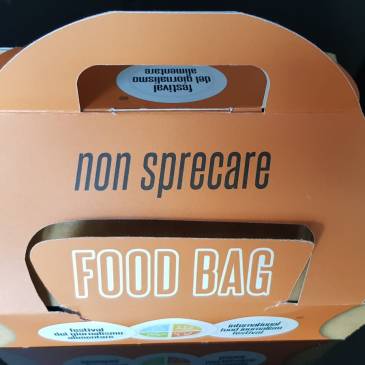 festival
del giornalismo
alimentare
non sprecare
FOOD BAG
festival
del giornalismo
alimentare
international
food journalism
festival